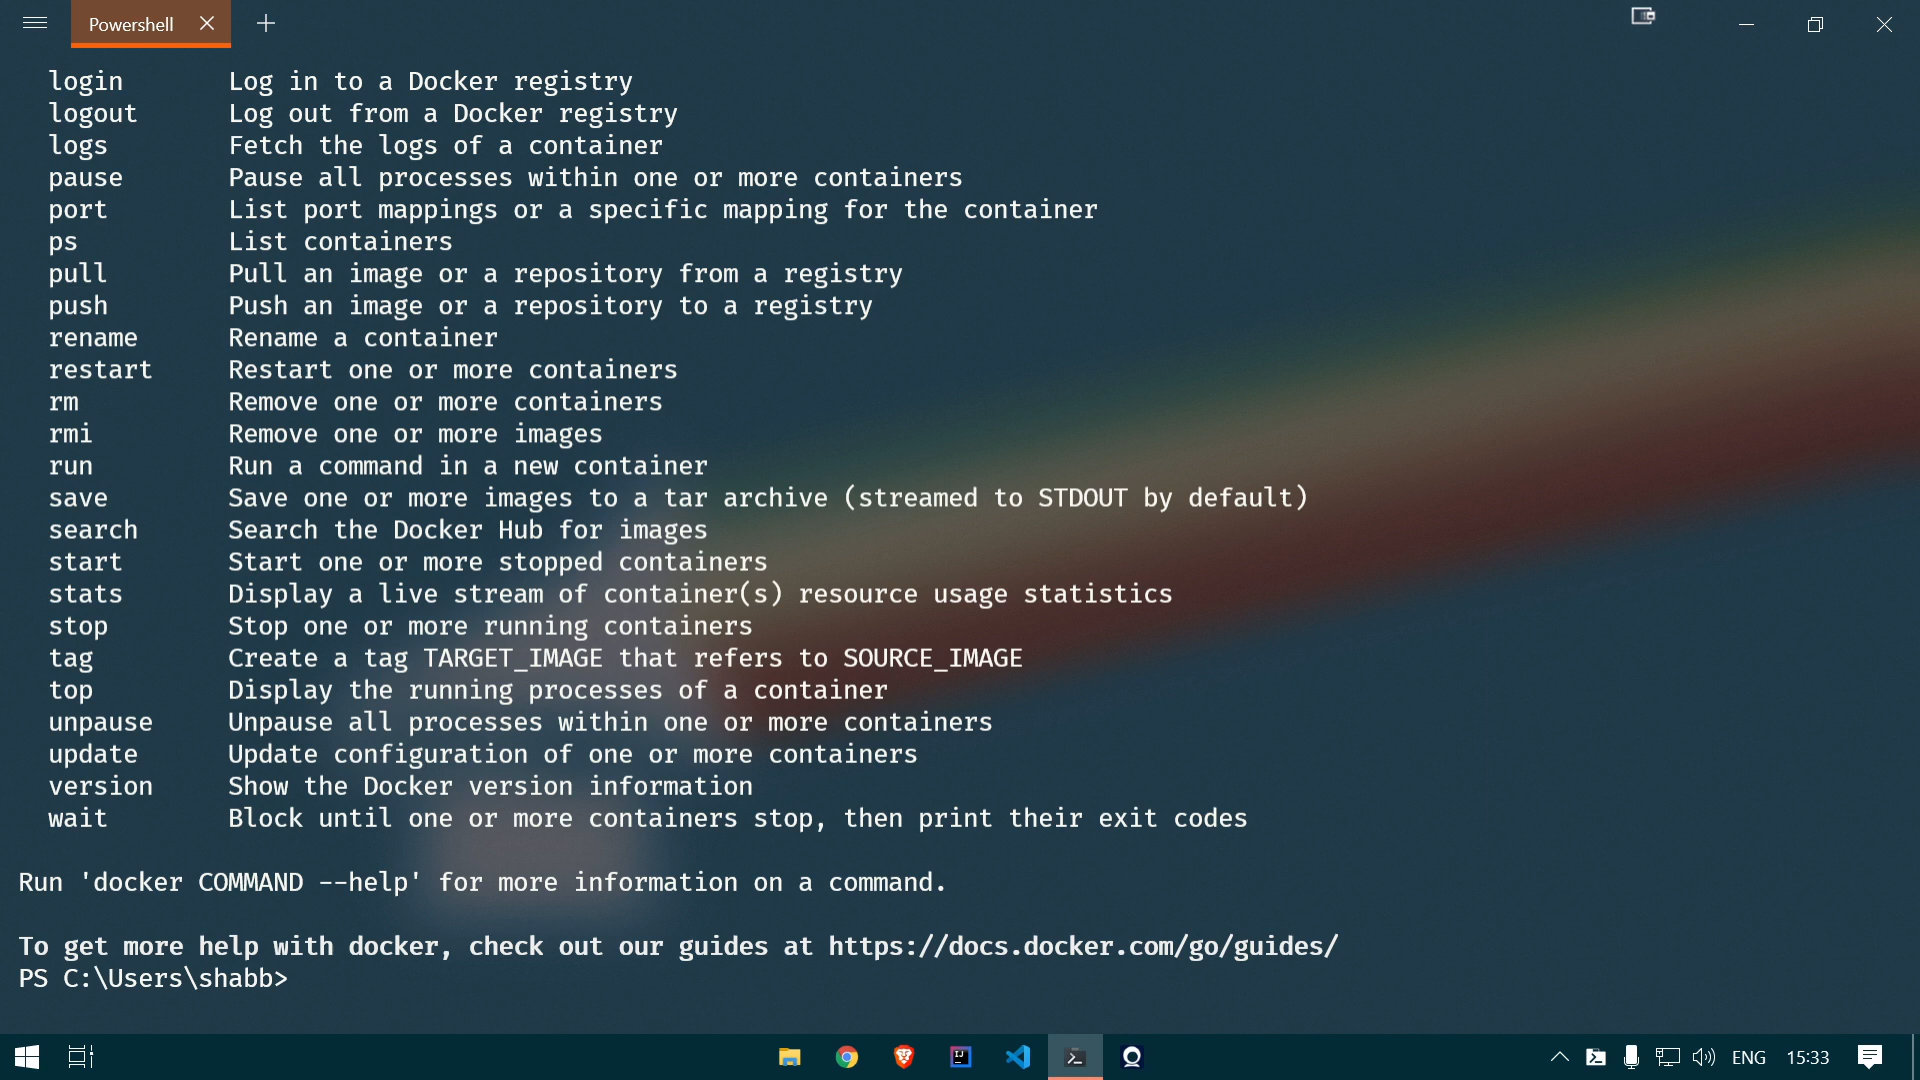 Powershell
login Log in to a Docker registry
logout Log out from a Docker registry
logs Fetch the logs of a container
pause Pause all processes within one or more containers
port List port mappings or a specific mapping for the container
ps List containers
pull Pull an image or a repository from a registry
push Push an image or a repository to a registry
rename Rename a container
restart Restart one or more containers
rm Remove one or more containers
rmi Remove one or more images
run Run a command in a new container
save Save one or more images to a tar archive (streamed to STDOUT by default)
search Search the Docker Hub for images
start Start one or more stopped containers
stats Display a live stream of container(s) resource usage statistics
stop Stop one or more running containers
tag Create a tag TARGET_IMAGE that refers to SOURCE_IMAGE
top Display the running processes of a container
unpause Unpause all processes within one or more containers
update Update configuration of one or more containers
version Show the Docker version information
wait Block until one or more containers stop, then print their exit codes
Run 'docker COMMAND --help' for more information on a command.
To get more help with docker, check out our guides at https://docs.docker.com/go/guides/
PS C:\Users\shabb>
ENG 15:33